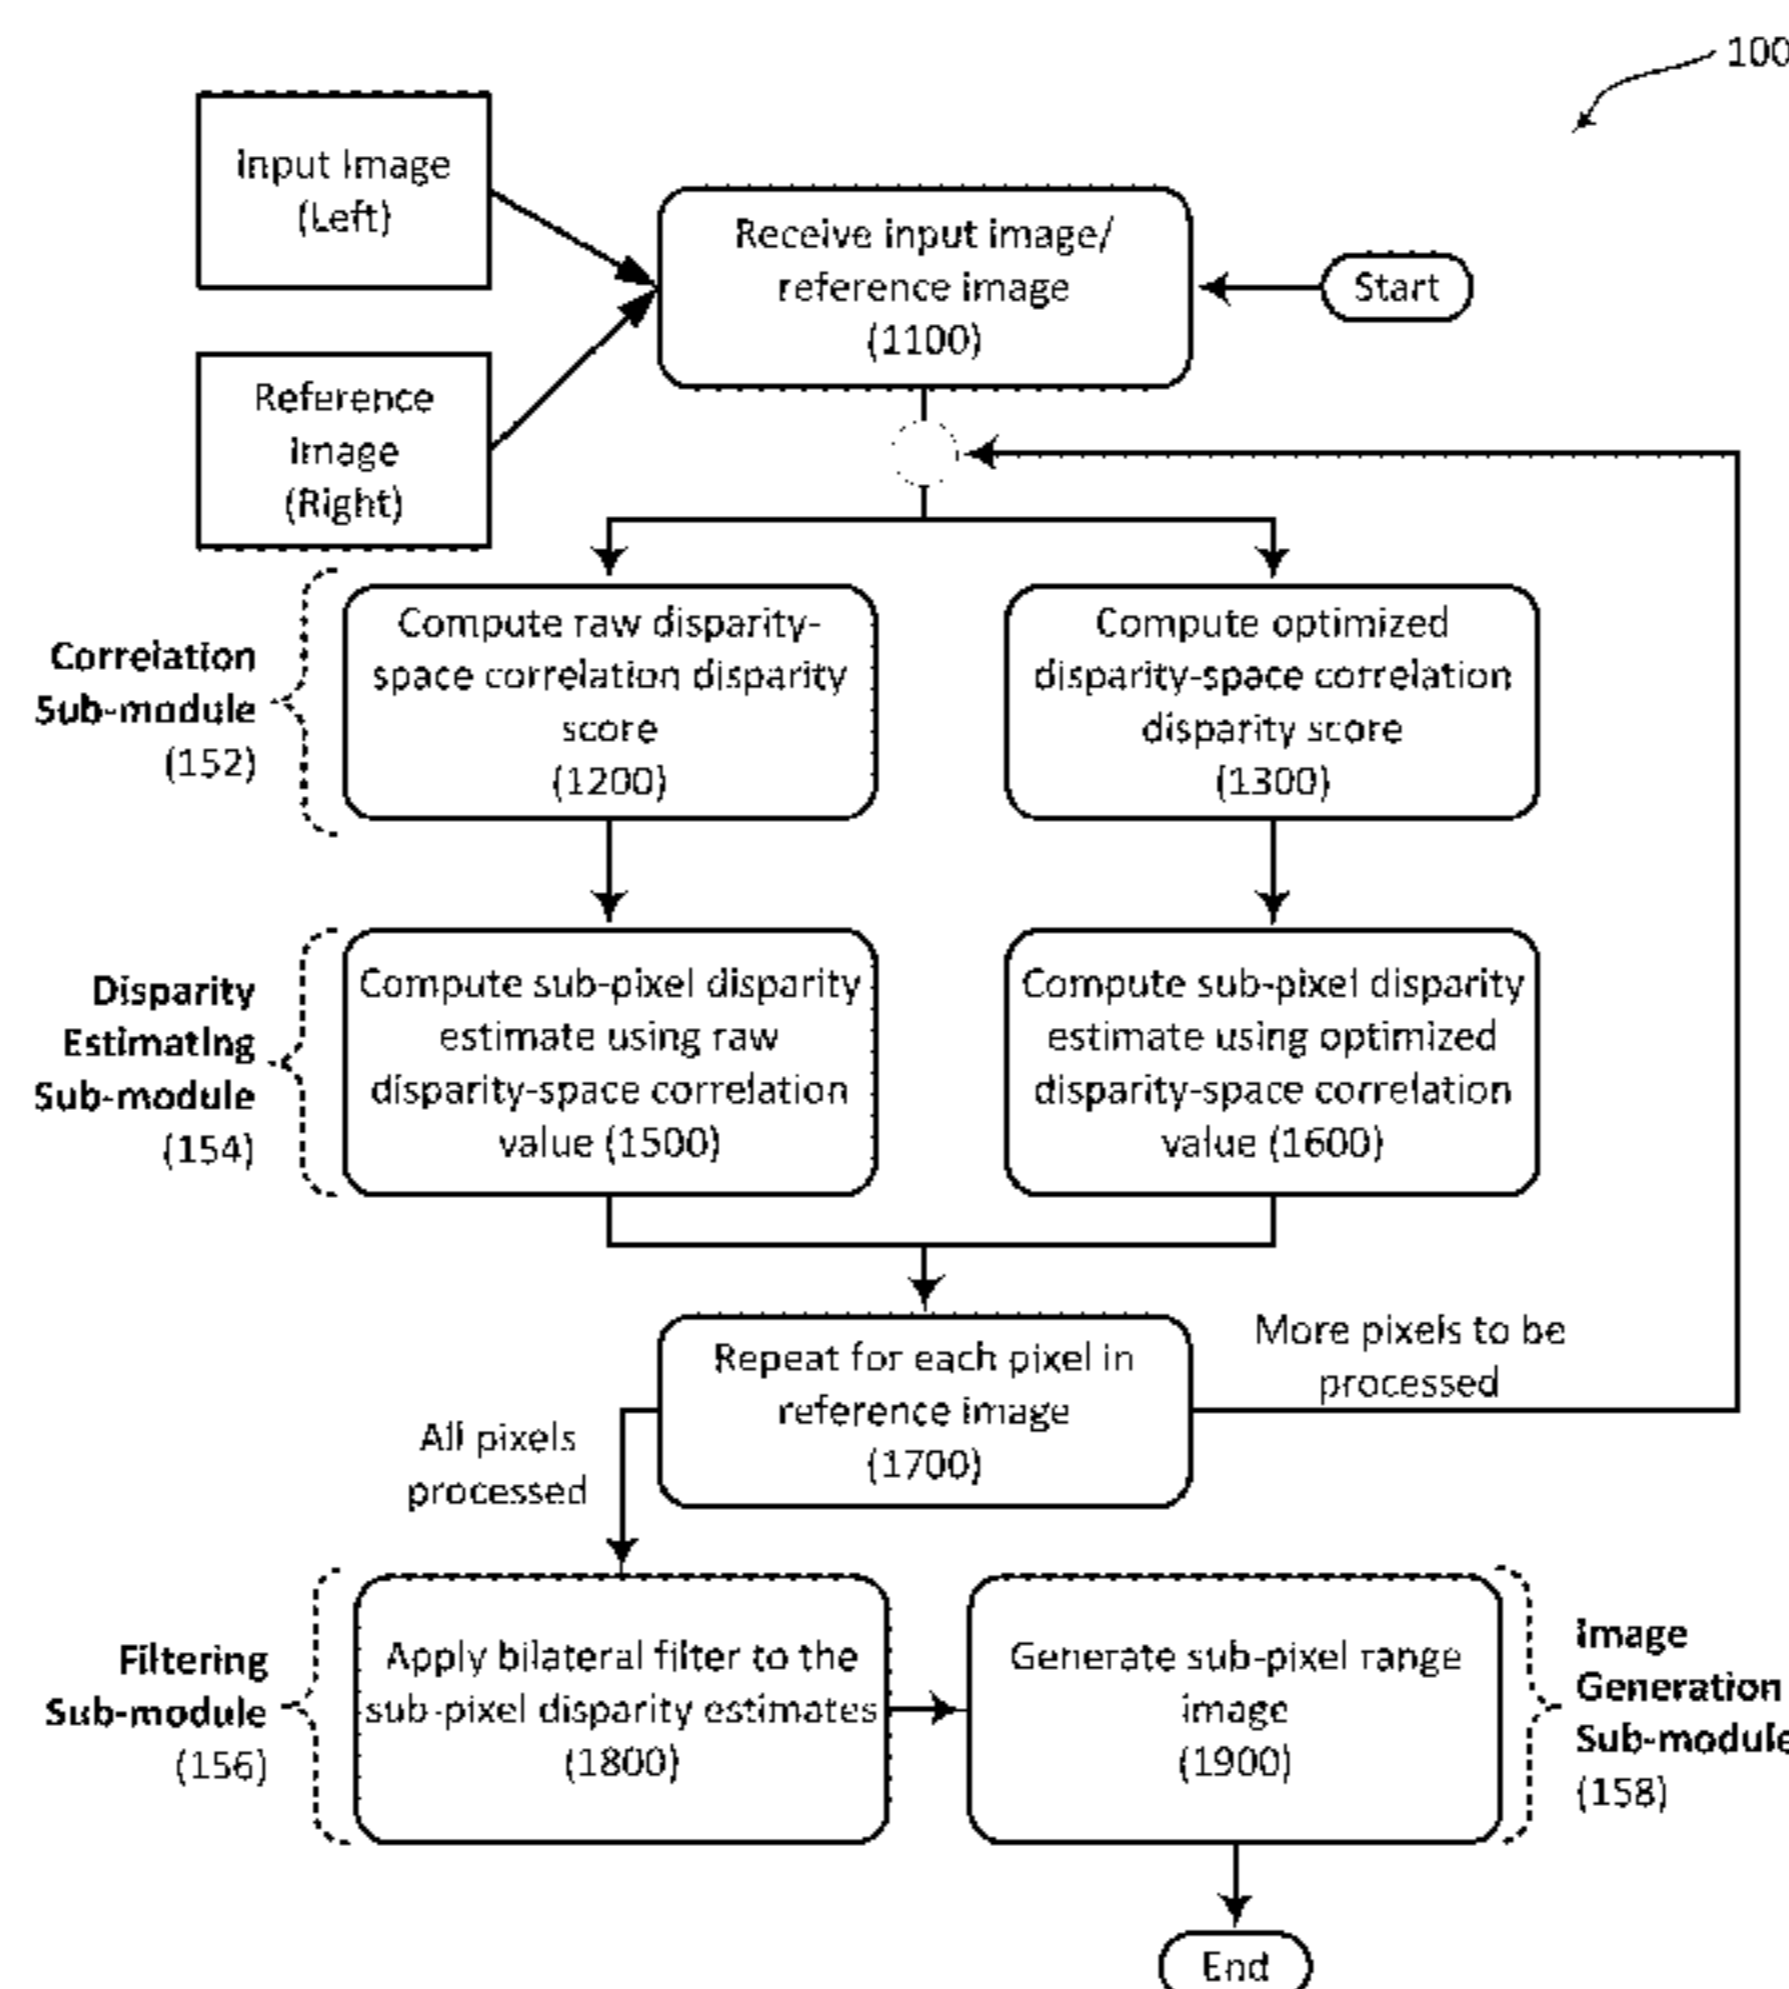 100
Input Image
(Left)
Receive input image/
reference image
(1100)
Start
Reference
Image
(Right)
Correlation
Sub-module
(152)
Compute raw disparity-
space correlation disparity
score
(1200)
Compute optimized
disparity-space correlation
disparity score
(1300)
Disparity
Estimating
Sub-module
(154)
Compute sub-pixel disparity
estimate using raw
disparity-space correlation
value (1500)
Compute sub-pixel disparity
estimate using optimized
disparity-space correlation
value (1600)
Repeat for each pixel in
reference image
(1700)
More pixels to be
processed
All pixels
processed
Filtering
Sub-module
(156)
Apply bilateral filter to the
sub-pixel disparity estimates
(1800)
Generate sub-pixel range
image
(1900)
Image
Generation
Sub-module
(158)
End